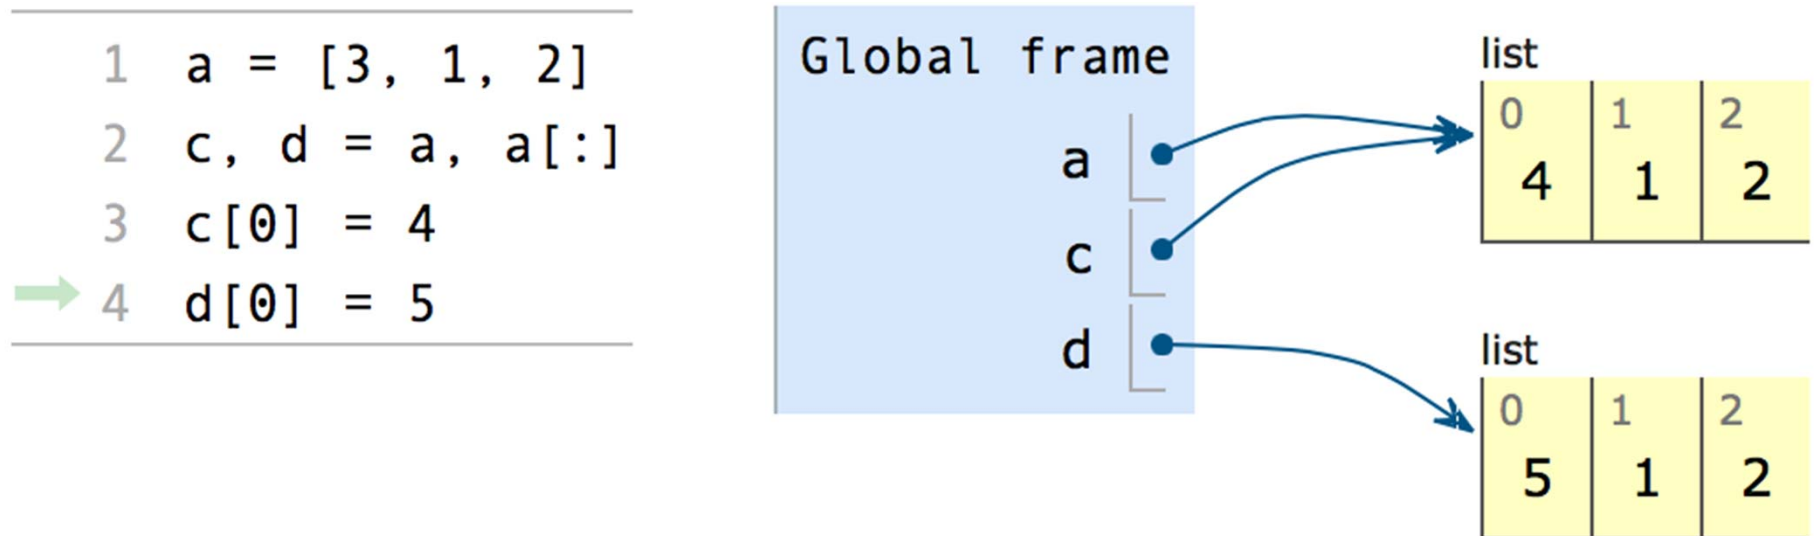 1 a = [3, 1, 2]
2 c, d = a, a[:]
3 c[0] = 4
4 d[0] = 5
Global frame
a
c
d
list
0 1 2
4 1 2
list
0 1 2
5 1 2